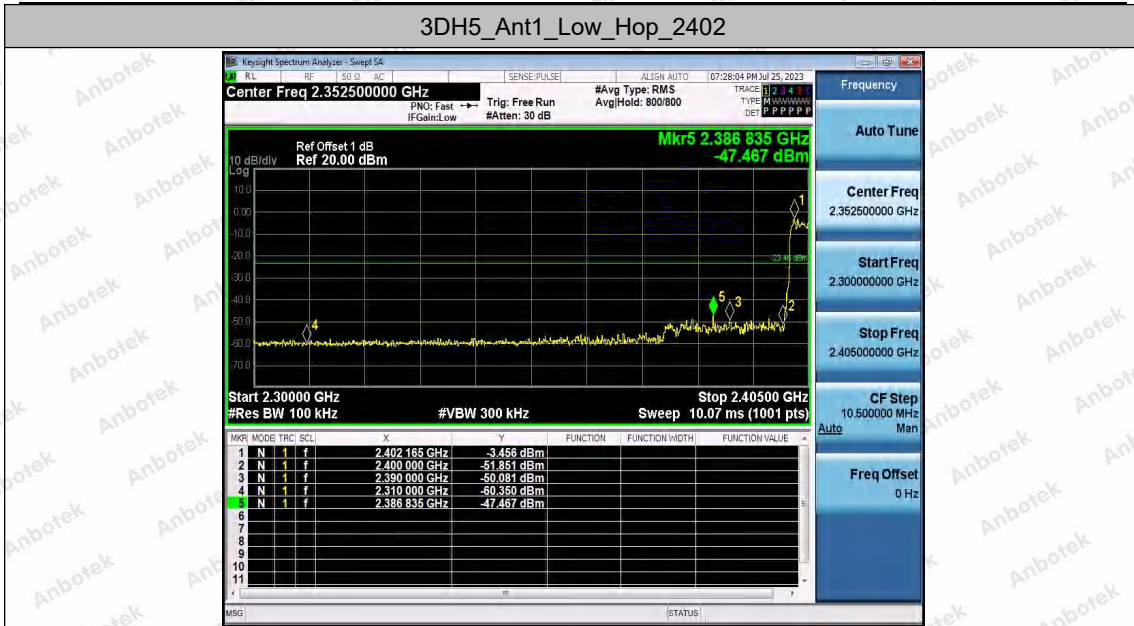 3DH5_Ant1_Low_Hop_2402
Keysight Spectrum Analyzer - Swept SA
RL RF 50 Ω AC SENSE:PULSE ALIGN AUTO 07:28:04 PM Jul 25, 2023
Center Freq 2.352500000 GHz
PNO: Fast
IFGain:Low
Trig: Free Run
#Atten: 30 dB
#Avg Type: RMS
Avg|Hold: 800/800
TRACE 1 2 3 4 5 6
TYPE M W W W W W
DET P P P P P P
Ref Offset 1 dB
10 dB/div Ref 20.00 dBm
Log
Mkr5 2.386 835 GHz
-47.467 dBm
10.0
0.00
-10.0
-20.0
-30.0
-40.0
-50.0
-60.0
-70.0
-23.46 dBm
1
2
3
4
5
Start 2.30000 GHz Stop 2.40500 GHz
#Res BW 100 kHz #VBW 300 kHz Sweep 10.07 ms (1001 pts)
MKR MODE TRC SCL X Y FUNCTION FUNCTION WIDTH FUNCTION VALUE
1 N 1 f 2.402 165 GHz -3.456 dBm
2 N 1 f 2.400 000 GHz -51.851 dBm
3 N 1 f 2.390 000 GHz -50.081 dBm
4 N 1 f 2.310 000 GHz -60.350 dBm
5 N 1 f 2.386 835 GHz -47.467 dBm
6
7
8
9
10
11
MSG STATUS
Frequency
Auto Tune
Center Freq
2.352500000 GHz
Start Freq
2.300000000 GHz
Stop Freq
2.405000000 GHz
CF Step
10.500000 MHz
Auto Man
Freq Offset
0 Hz
Anbotek